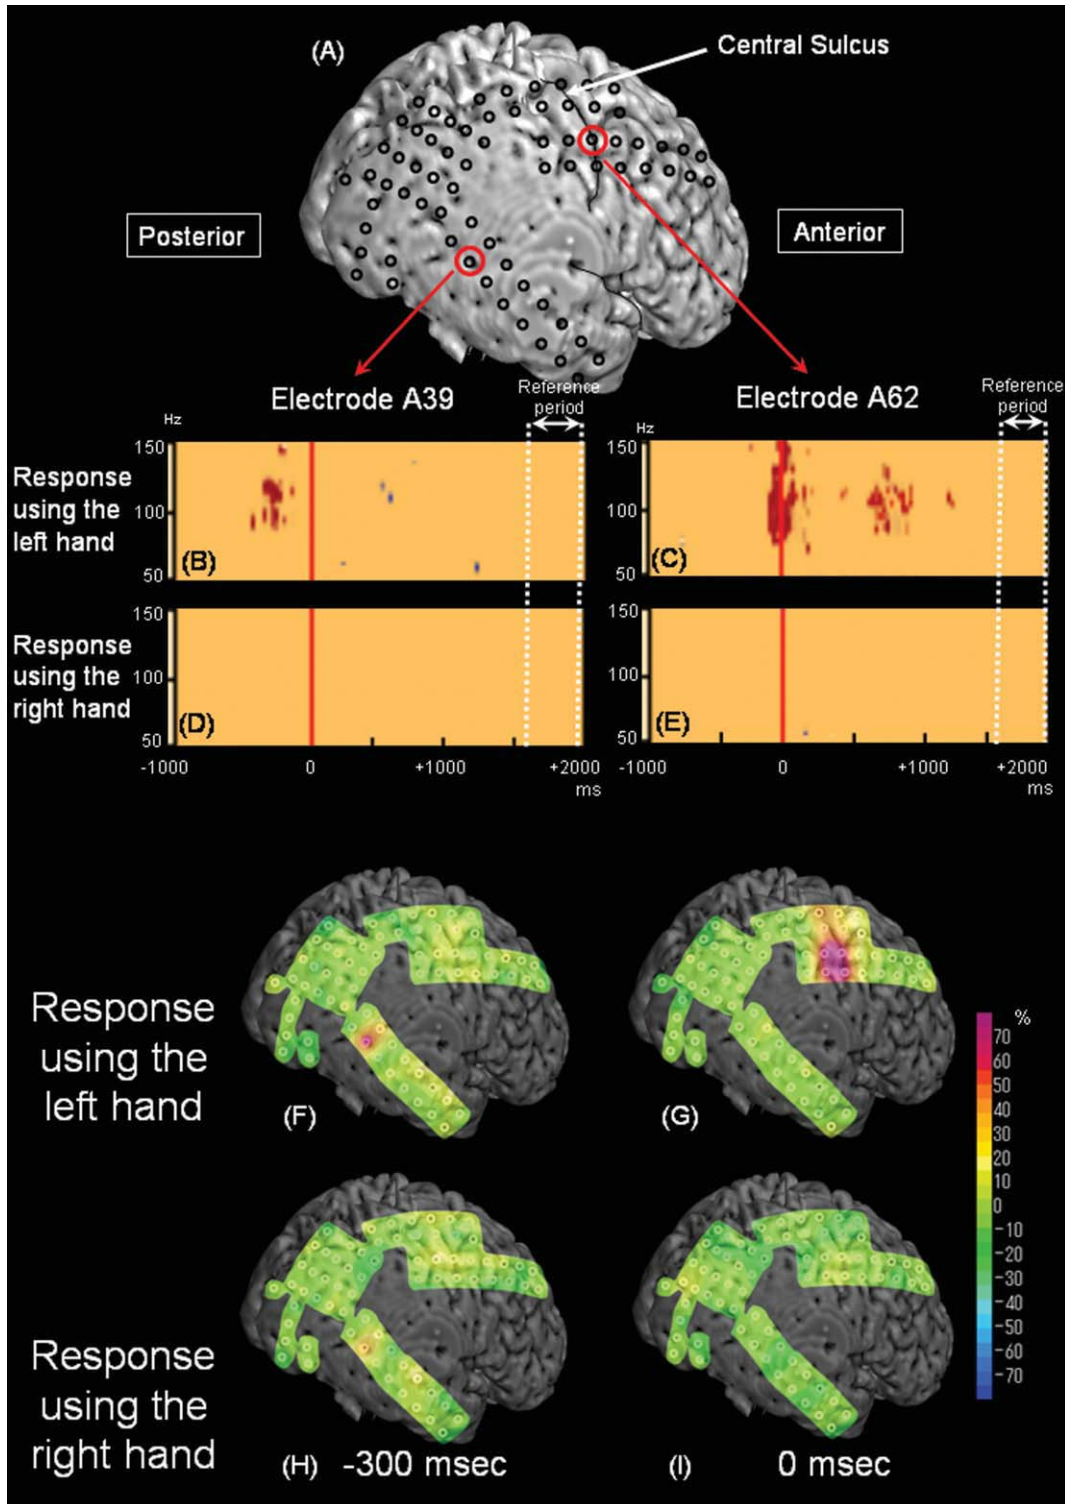 (A)
Central Sulcus
Posterior
Anterior
Electrode A39
Reference
period
Electrode A62
Reference
period
Response
using the
left hand
Hz
150
100
50
(B)
Hz
150
100
50
(C)
Response
using the
right hand
150
100
50
(D)
-1000
0
+1000
+2000
ms
150
100
50
(E)
-1000
0
+1000
+2000
ms
Response
using the
left hand
(F)
(G)
%
70
60
50
40
30
20
10
0
-10
-20
-30
-40
-50
-60
-70
Response
using the
right hand
(H) -300 msec
(I) 0 msec